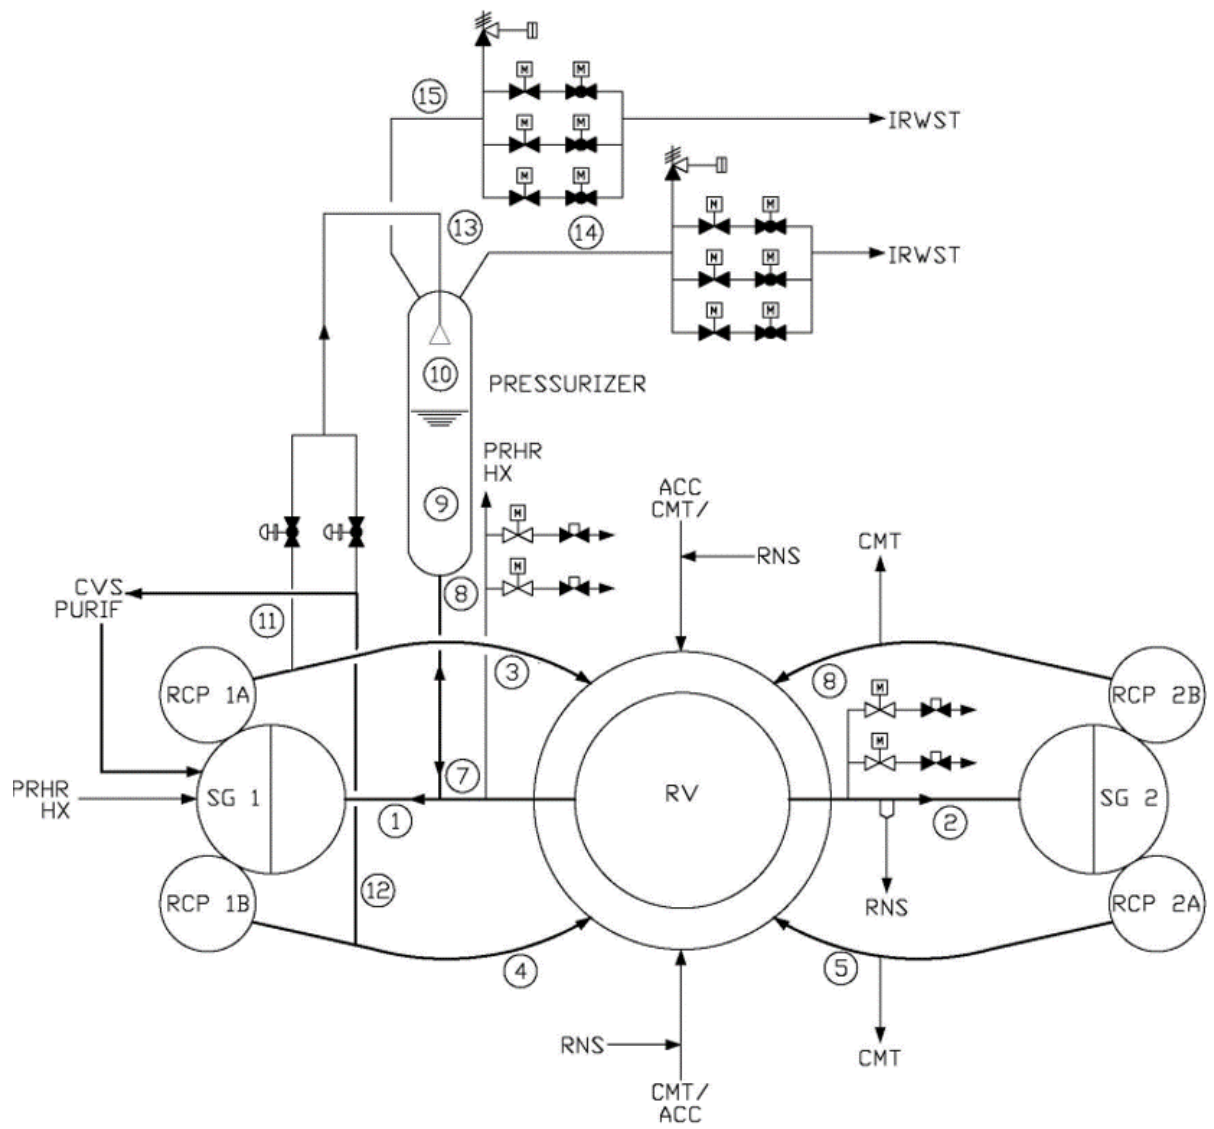 M M
15
IRWST
M M
M M
13
14
N M
IRWST
N M
N M
10
PRESSURIZER
PRHR
HX
9
M
ACC
CMT/
RNS
CMT
M
CVS
PURIF
8
11
3
8
RCP 1A
M
RCP 2B
M
7
PRHR
HX
SG 1
RV
SG 2
1
2
12
RCP 1B
RNS
RCP 2A
4
5
RNS
CMT
CMT/
ACC